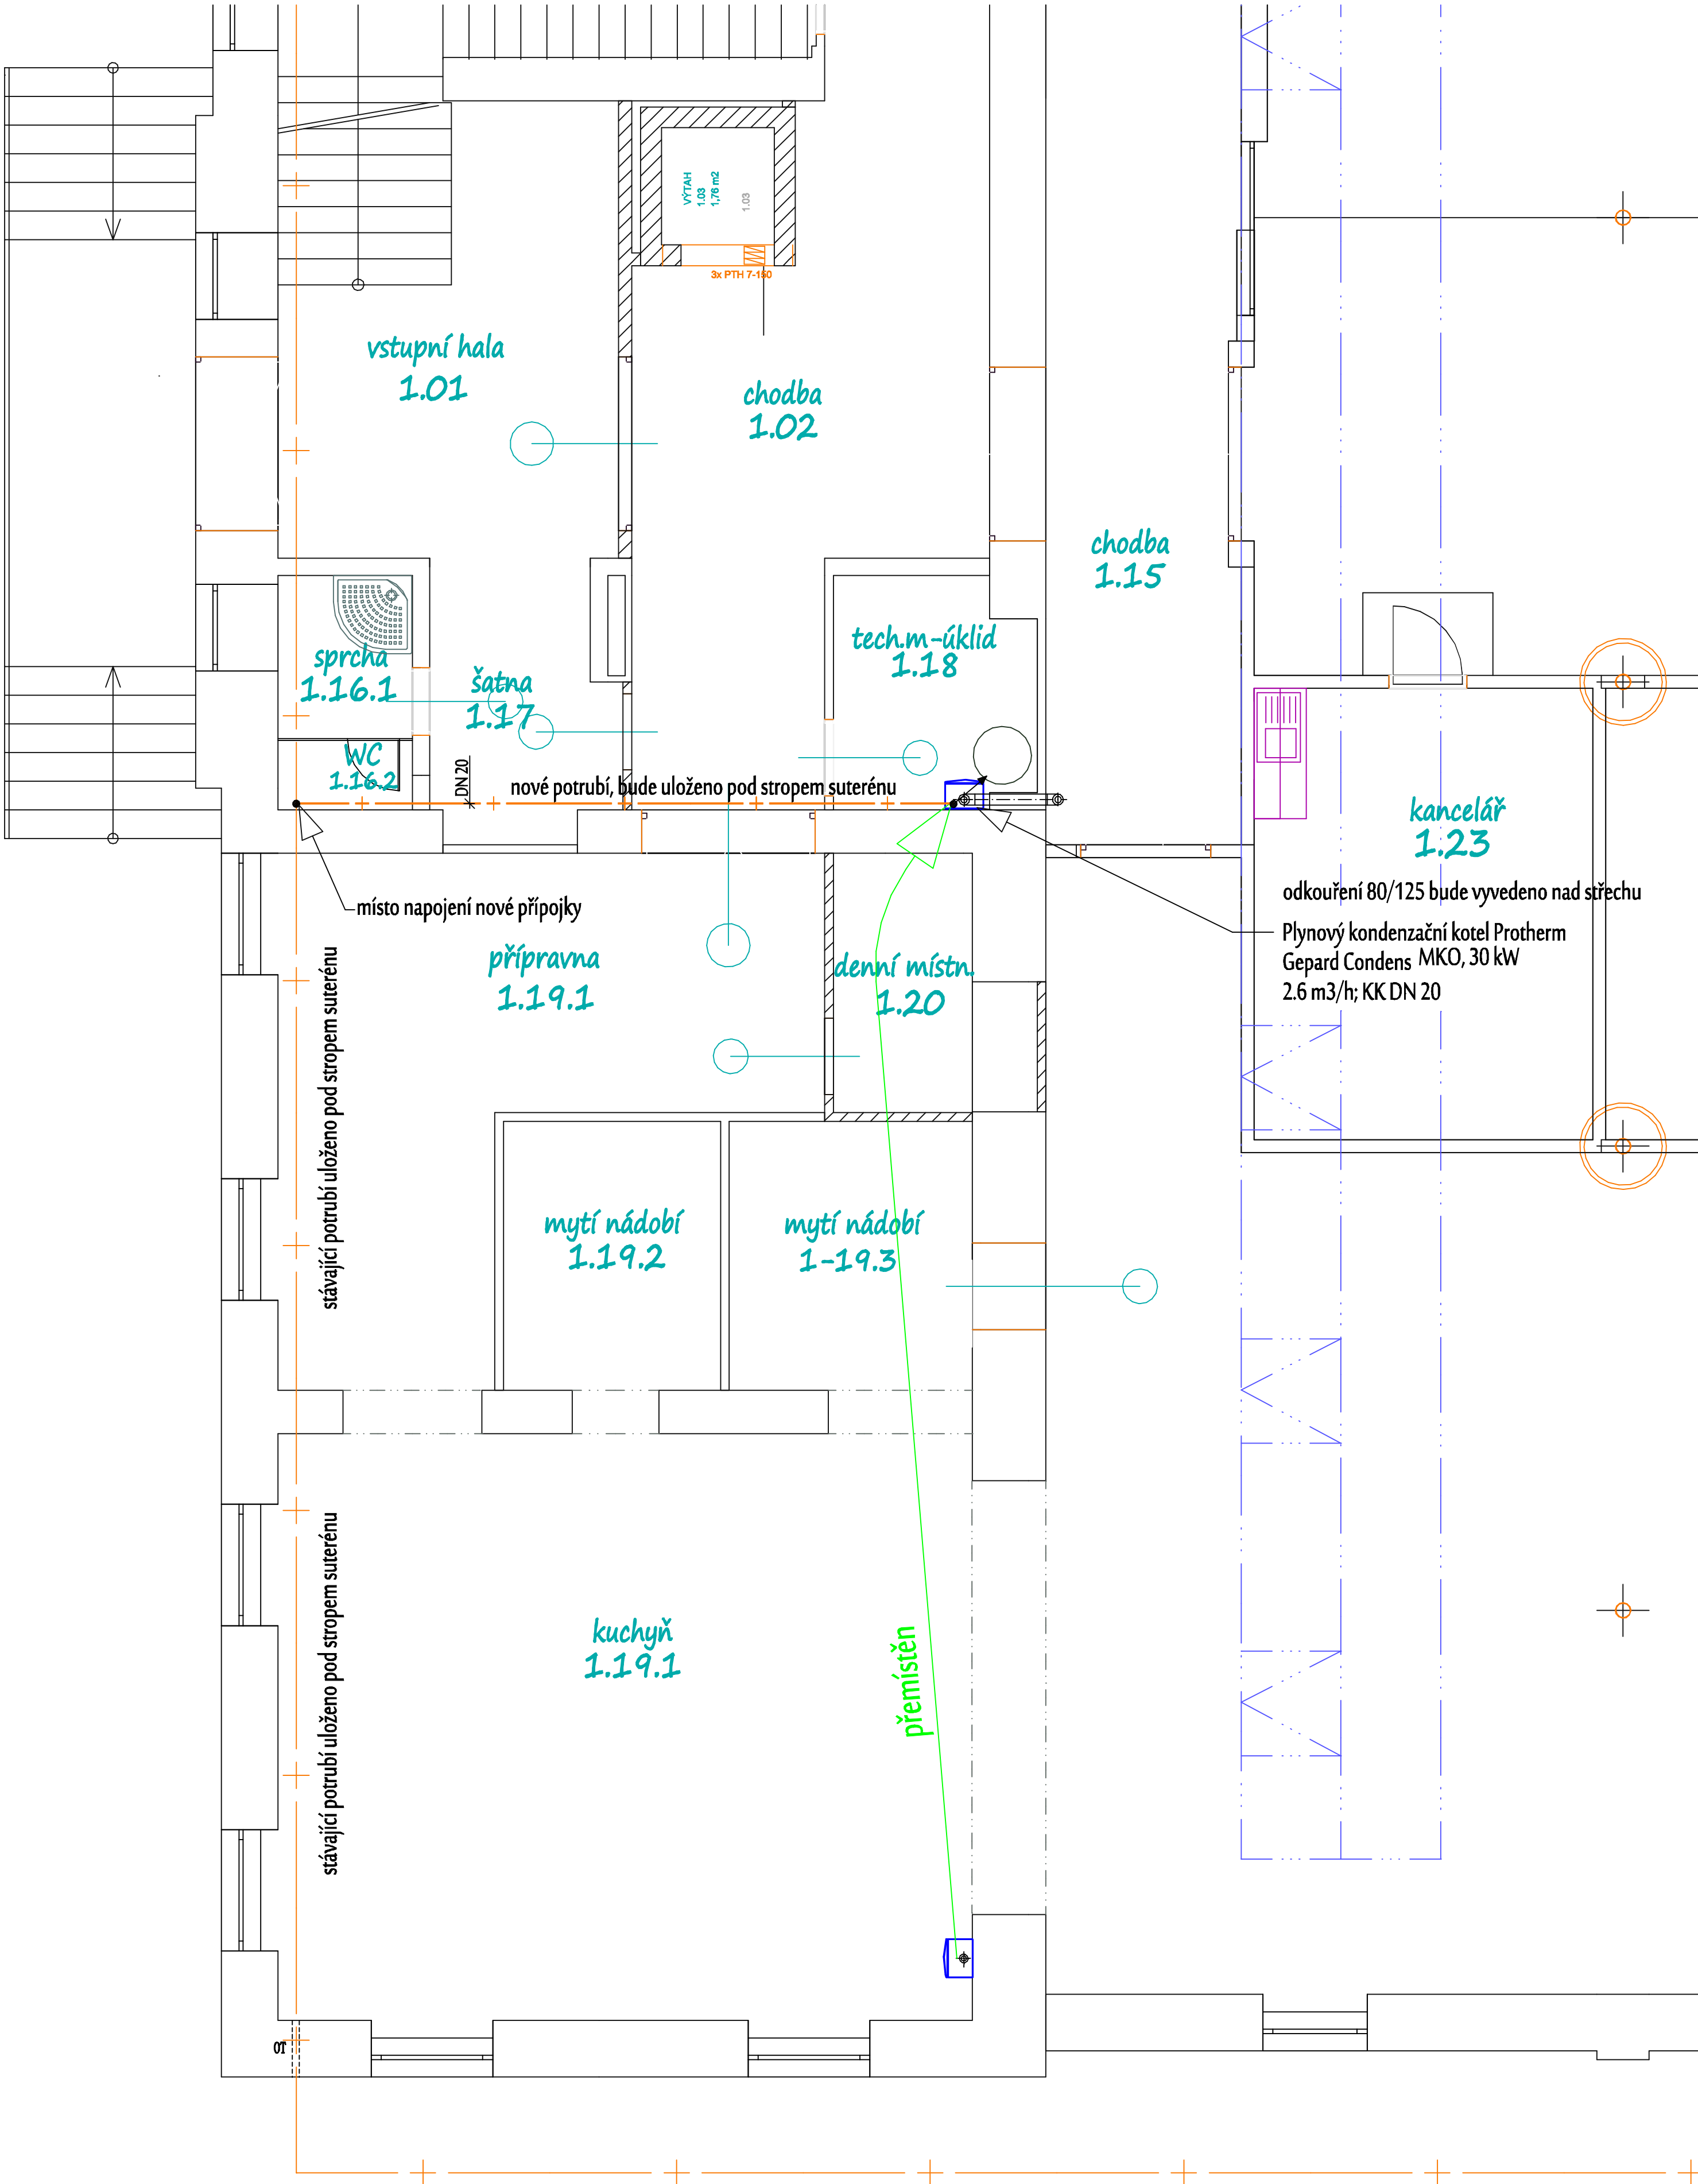 VÝTAH
1.03
1,76 m2
1.03
3x PTH 7-150
vstupní hala
1.01
chodba
1.02
chodba
1.15
sprcha
1.16.1
šatna
1.17
tech.m-úklid
1.18
WC
1.16.2
DN 20
nové potrubí, bude uloženo pod stropem suterénu
kancelář
1.23
místo napojení nové přípojky
odkouření 80/125 bude vyvedeno nad střechu
Plynový kondenzační kotel Protherm
Gepard Condens MKO, 30 kW
2.6 m3/h; KK DN 20
přípravna
1.19.1
denní místn.
1.20
stávající potrubí uloženo pod stropem suterénu
mytí nádobí
1.19.2
mytí nádobí
1-19.3
kuchyň
1.19.1
přemístěn
stávající potrubí uloženo pod stropem suterénu
OT